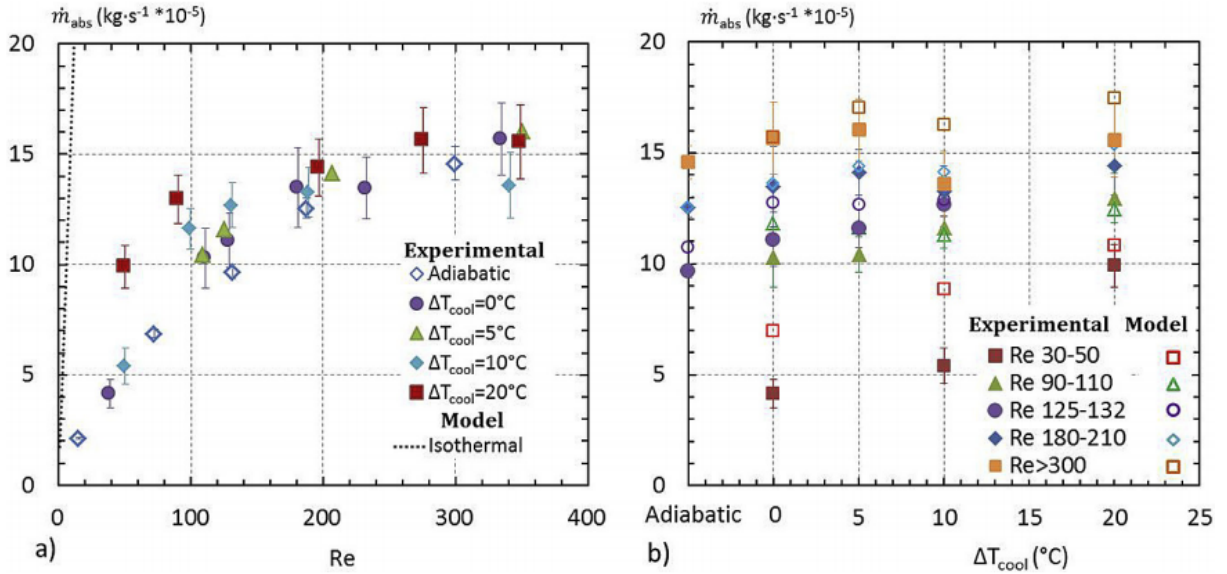 ṁabs (kg·s⁻¹ *10⁻⁵)
20
15
10
5
0
0 100 200 300 400
Re
a)
Experimental
Adiabatic
ΔTcool=0°C
ΔTcool=5°C
ΔTcool=10°C
ΔTcool=20°C
Model
Isothermal
ṁabs (kg·s⁻¹ *10⁻⁵)
20
15
10
5
0
Adiabatic 0 5 10 15 20 25
ΔTcool (°C)
b)
Experimental Model
Re 30-50
Re 90-110
Re 125-132
Re 180-210
Re>300